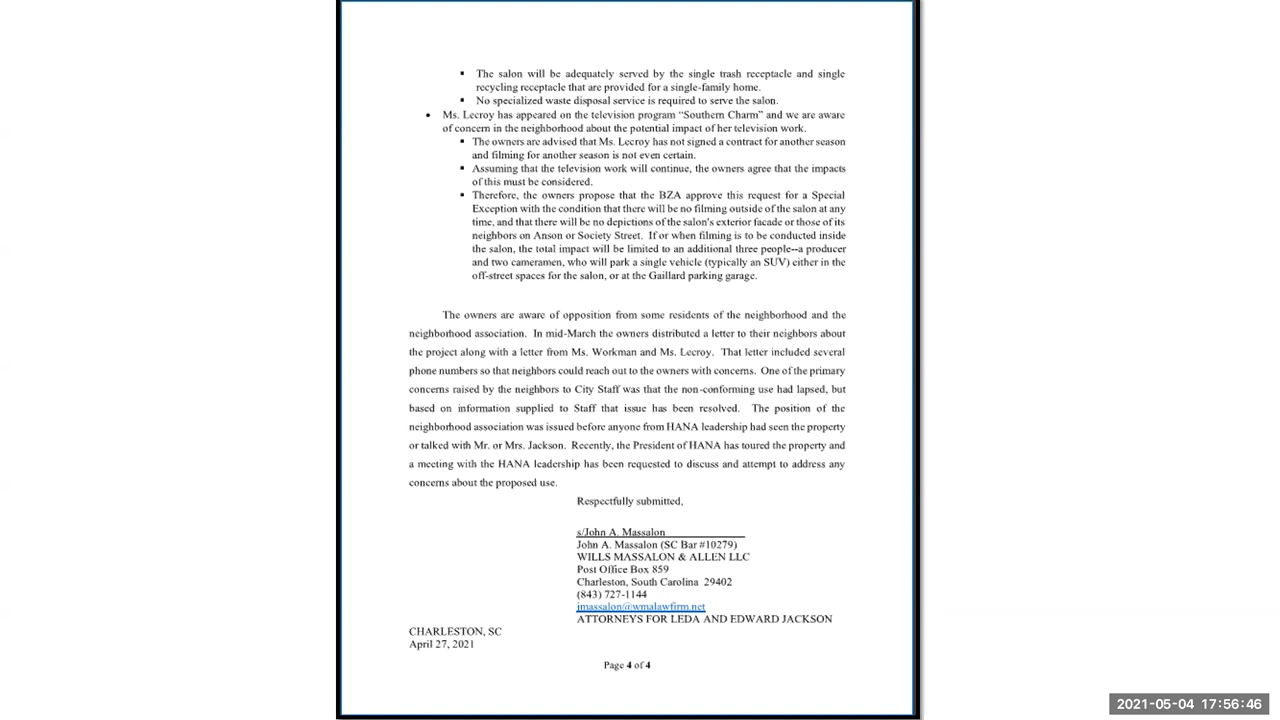 ▪ The salon will be adequately served by the single trash receptacle and single
recycling receptacle that are provided for a single-family home.
▪ No specialized waste disposal service is required to serve the salon.
• Ms. Lecroy has appeared on the television program “Southern Charm” and we are aware
of concern in the neighborhood about the potential impact of her television work.
▪ The owners are advised that Ms. Lecroy has not signed a contract for another season
and filming for another season is not even certain.
▪ Assuming that the television work will continue, the owners agree that the impacts
of this must be considered.
▪ Therefore, the owners propose that the BZA approve this request for a Special
Exception with the condition that there will be no filming outside of the salon at any
time, and that there will be no depictions of the salon's exterior facade or those of its
neighbors on Anson or Society Street. If or when filming is to be conducted inside
the salon, the total impact will be limited to an additional three people--a producer
and two cameramen, who will park a single vehicle (typically an SUV) either in the
off-street spaces for the salon, or at the Gaillard parking garage.
The owners are aware of opposition from some residents of the neighborhood and the
neighborhood association. In mid-March the owners distributed a letter to their neighbors about
the project along with a letter from Ms. Workman and Ms. Lecroy. That letter included several
phone numbers so that neighbors could reach out to the owners with concerns. One of the primary
concerns raised by the neighbors to City Staff was that the non-conforming use had lapsed, but
based on information supplied to Staff that issue has been resolved. The position of the
neighborhood association was issued before anyone from HANA leadership had seen the property
or talked with Mr. or Mrs. Jackson. Recently, the President of HANA has toured the property and
a meeting with the HANA leadership has been requested to discuss and attempt to address any
concerns about the proposed use.
Respectfully submitted,
s/John A. Massalon
John A. Massalon (SC Bar #10279)
WILLS MASSALON & ALLEN LLC
Post Office Box 859
Charleston, South Carolina 29402
(843) 727-1144
jmassalon@wmalawfirm.net
ATTORNEYS FOR LEDA AND EDWARD JACKSON
CHARLESTON, SC
April 27, 2021
Page 4 of 4
2021-05-04 17:56:46